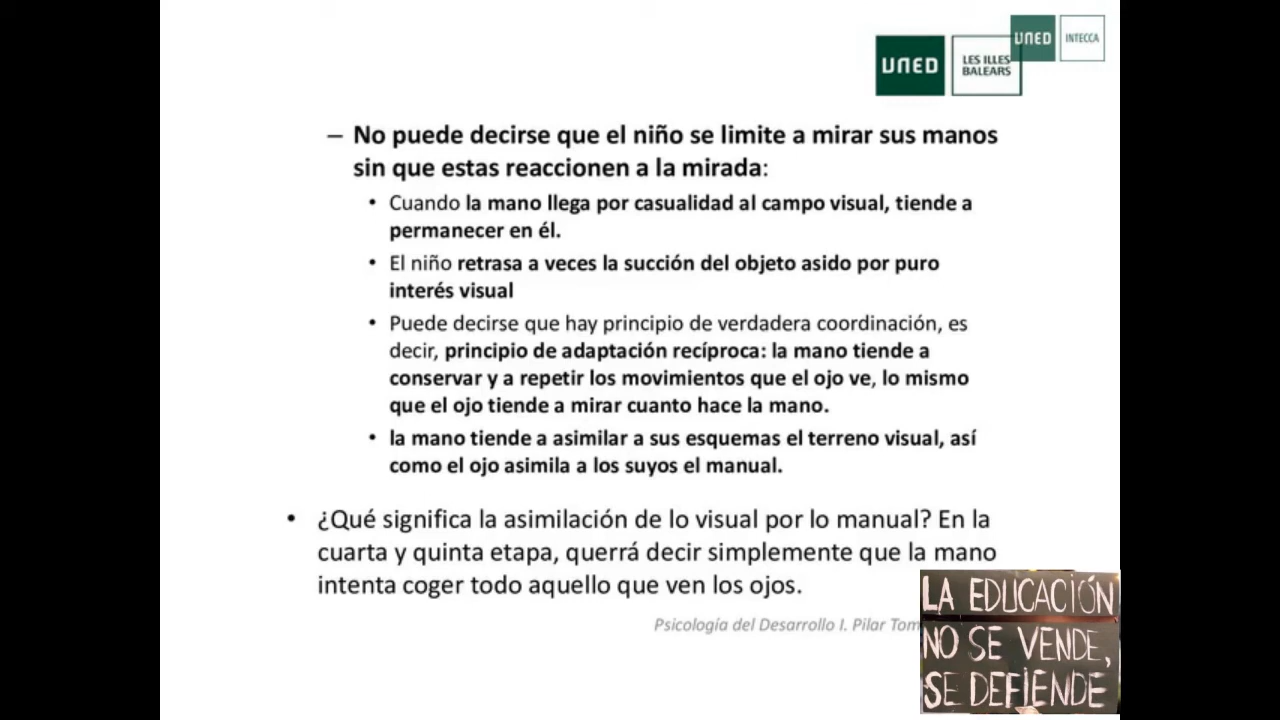 UNED
LES ILLES
BALEARS
UNED
INTECCA
– No puede decirse que el niño se limite a mirar sus manos
sin que estas reaccionen a la mirada:
• Cuando la mano llega por casualidad al campo visual, tiende a
permanecer en él.
• El niño retrasa a veces la succión del objeto asido por puro
interés visual
• Puede decirse que hay principio de verdadera coordinación, es
decir, principio de adaptación recíproca: la mano tiende a
conservar y a repetir los movimientos que el ojo ve, lo mismo
que el ojo tiende a mirar cuanto hace la mano.
• la mano tiende a asimilar a sus esquemas el terreno visual, así
como el ojo asimila a los suyos el manual.
• ¿Qué significa la asimilación de lo visual por lo manual? En la
cuarta y quinta etapa, querrá decir simplemente que la mano
intenta coger todo aquello que ven los ojos.
Psicología del Desarrollo I. Pilar
LA EDUCACIÓN
NO SE VENDE,
SE DEFIENDE